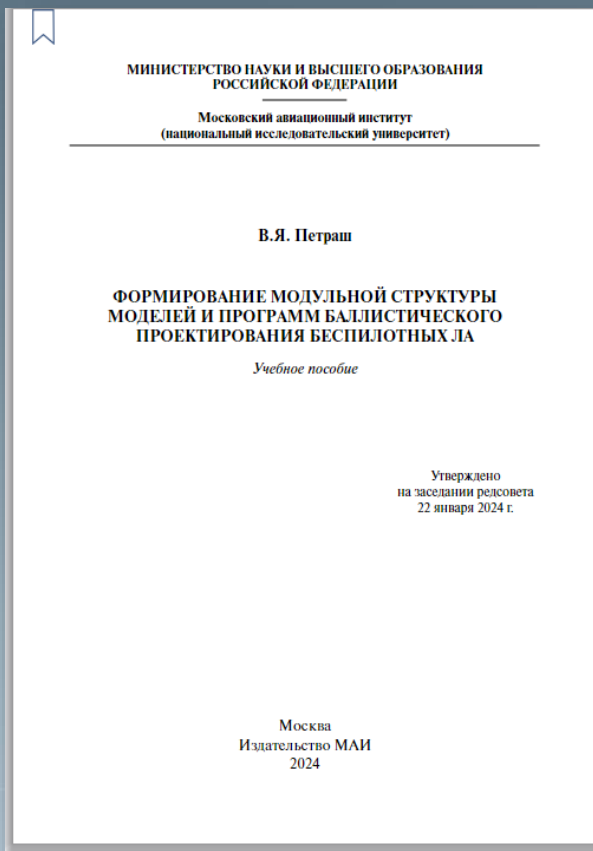 МИНИСТЕРСТВО НАУКИ И ВЫСШЕГО ОБРАЗОВАНИЯ
РОССИЙСКОЙ ФЕДЕРАЦИИ
Московский авиационный институт
(национальный исследовательский университет)
В.Я. Петраш
ФОРМИРОВАНИЕ МОДУЛЬНОЙ СТРУКТУРЫ
МОДЕЛЕЙ И ПРОГРАММ БАЛЛИСТИЧЕСКОГО
ПРОЕКТИРОВАНИЯ БЕСПИЛОТНЫХ ЛА
Учебное пособие
Утверждено
на заседании редсовета
22 января 2024 г.
Москва
Издательство МАИ
2024